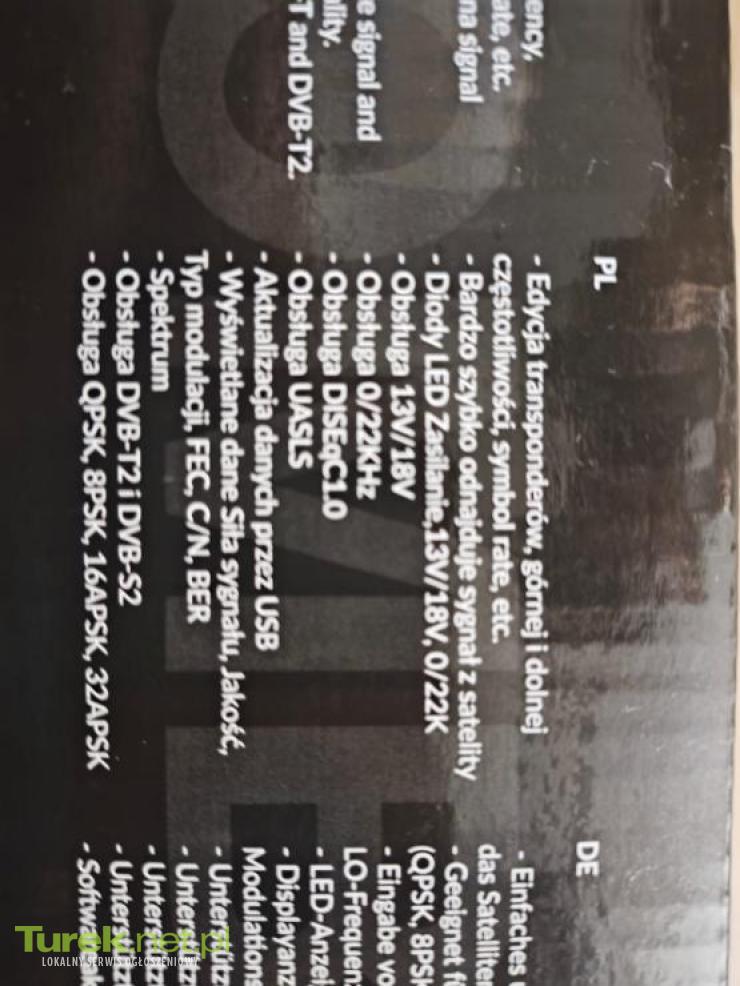 ency,
ate, etc.
na signal
e signal and
lity.
T and DVB-T2.
PL
- Edycja transponderów, górnej i dolnej
częstotliwości, symbol rate, etc.
- Bardzo szybko odnajduje sygnał z satelity
- Diody LED Zasilanie,13V/18V, 0/22K
- Obsługa 13V/18V
- Obsługa 0/22KHz
- Obsługa DISEqC1.0
- Obsługa UASLS
- Aktualizacja danych przez USB
- Wyświetlane dane Siła sygnału, Jakość,
Typ modulacji, FEC, C/N, BER
- Spektrum
- Obsługa DVB-T2 i DVB-S2
- Obsługa QPSK, 8PSK, 16APSK, 32APSK
DE
- Einfaches
das Satelliten
- Geeignet f
(QPSK, 8PSK
- Eingabe vo
LO-Frequenz
- LED-Anzei
- Displayanz
Modulations
- Unterstütz
- Unterstütz
- Unterstütz
- Unterstütz
- Software
Turek.net.pl
LOKALNY SERWIS OGŁOSZENIOWY